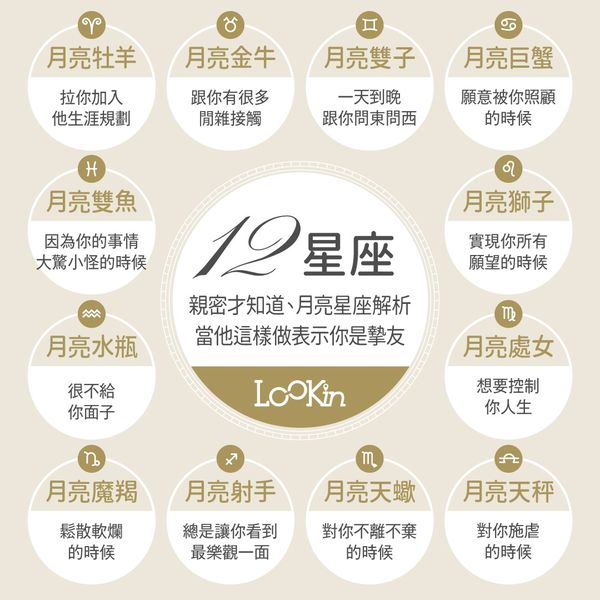 月亮牡羊
拉你加入
他生涯規劃
月亮金牛
跟你有很多
閒雜接觸
月亮雙子
一天到晚
跟你問東問西
月亮巨蟹
願意被你照顧
的時候
月亮雙魚
因為你的事情
大驚小怪的時候
12星座
親密才知道、月亮星座解析
當他這樣做表示你是摯友
LOOKin
月亮獅子
實現你所有
願望的時候
月亮水瓶
很不給
你面子
月亮處女
想要控制
你人生
月亮魔羯
鬆散軟爛
的時候
月亮射手
總是讓你看到
最樂觀一面
月亮天蠍
對你不離不棄
的時候
月亮天秤
對你施虐
的時候